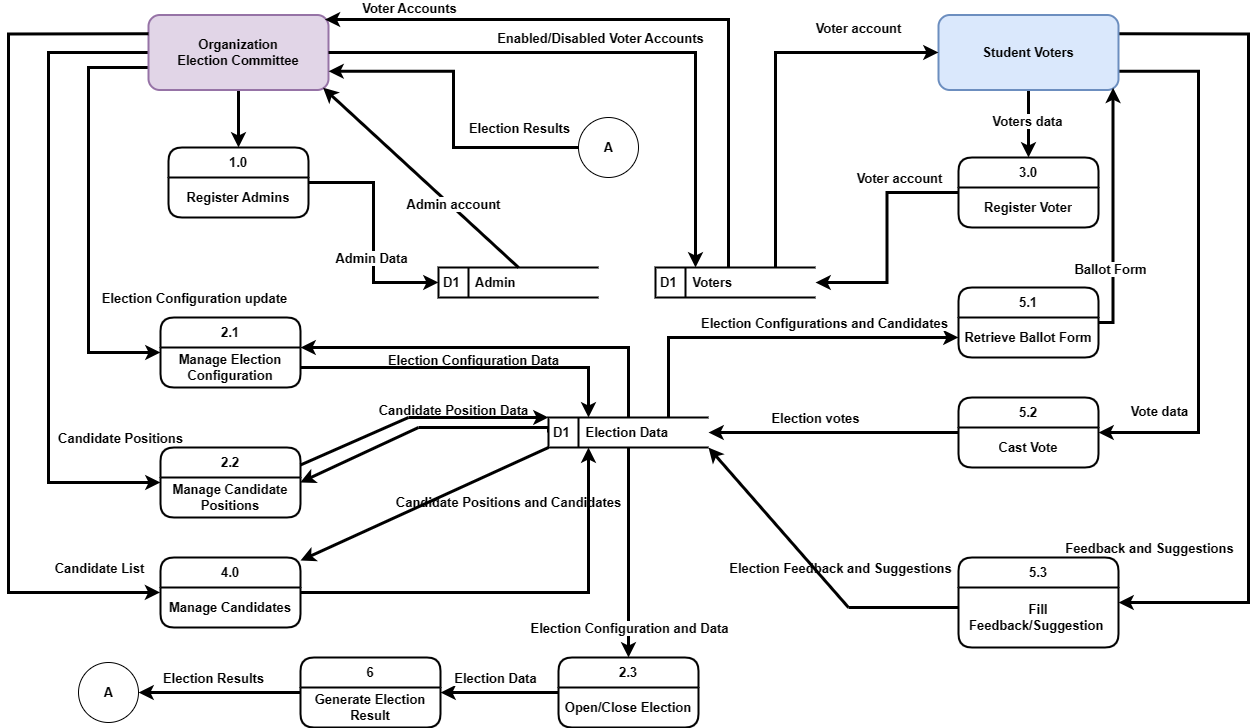 Voter Accounts
Organization
Election Committee
Enabled/Disabled Voter Accounts
Voter account
Student Voters
Election Results
A
Voters data
1.0
Register Admins
3.0
Register Voter
Voter account
Admin account
Admin Data
D1
Admin
D1
Voters
Ballot Form
Election Configuration update
2.1
Manage Election
Configuration
Election Configuration Data
Election Configurations and Candidates
5.1
Retrieve Ballot Form
Candidate Position Data
D1
Election Data
Election votes
5.2
Cast Vote
Vote data
Candidate Positions
2.2
Manage Candidate
Positions
Candidate Positions and Candidates
Candidate List
4.0
Manage Candidates
Election Feedback and Suggestions
Feedback and Suggestions
5.3
Fill
Feedback/Suggestion
Election Configuration and Data
A
Election Results
6
Generate Election
Result
Election Data
2.3
Open/Close Election